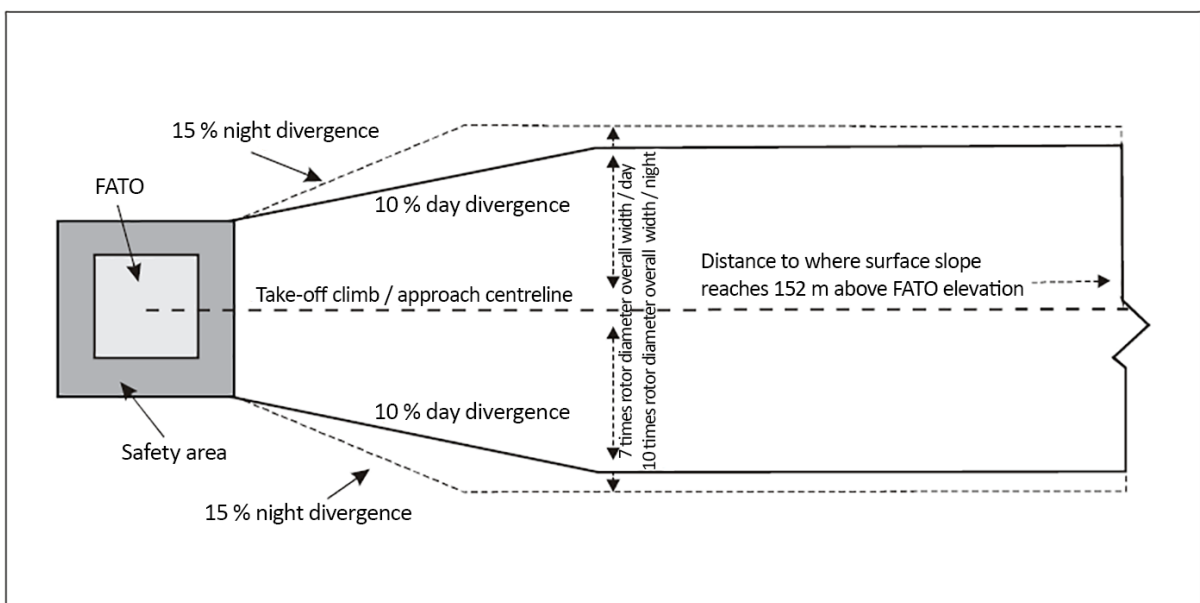 15 % night divergence
FATO
10 % day divergence
7 times rotor diameter overall width / day
10 times rotor diameter overall width / night
Distance to where surface slope
reaches 152 m above FATO elevation
Take-off climb / approach centreline
10 % day divergence
Safety area
15 % night divergence